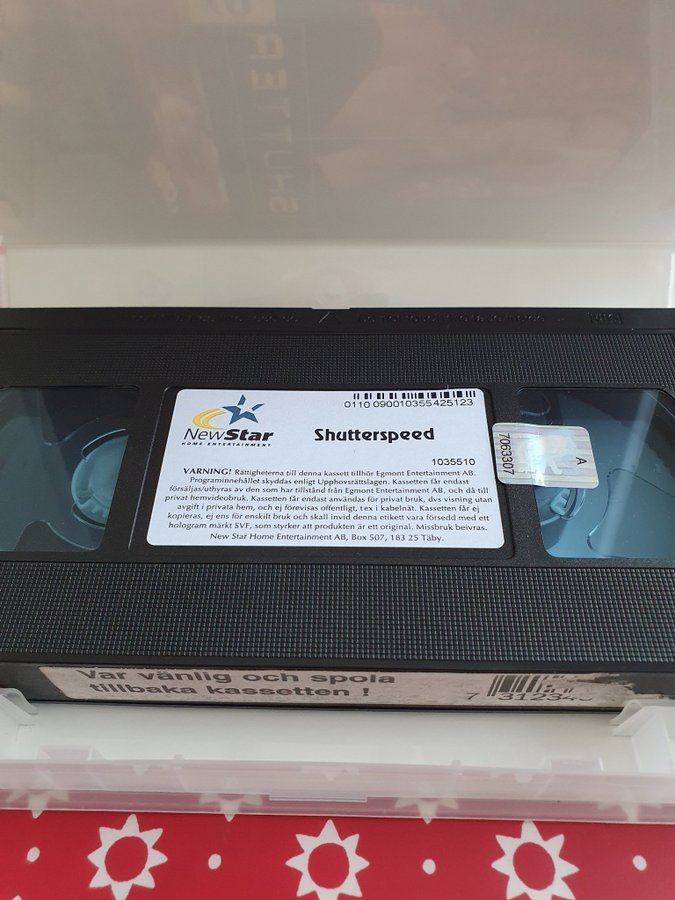 SHUTTER S
NewStar
HOME ENTERTAINMENT
0110 090010355425123
Shutterspeed
1035510
A
7063307
VARNING! Rättigheterna till denna kassett tillhör Egmont Entertainment AB.
Programinnehållet skyddas enligt Upphovsrättslagen. Kassetten får endast
försäljas/uthyras av den som har tillstånd från Egmont Entertainment AB, och då till
privat hemvideobruk. Kassetten får endast användas för privat bruk, dvs visning utan
avgift i privata hem, och ej förevisas offentligt, t ex i kabelnät. Kassetten får ej
kopieras, ej ens för enskilt bruk och skall invid denna etikett vara försedd med ett
hologram märkt SVF, som styrker att produkten är ett original. Missbruk beivras.
New Star Home Entertainment AB, Box 507, 183 25 Täby.
Var vänlig och spola
tillbaka kassetten !
7 312340